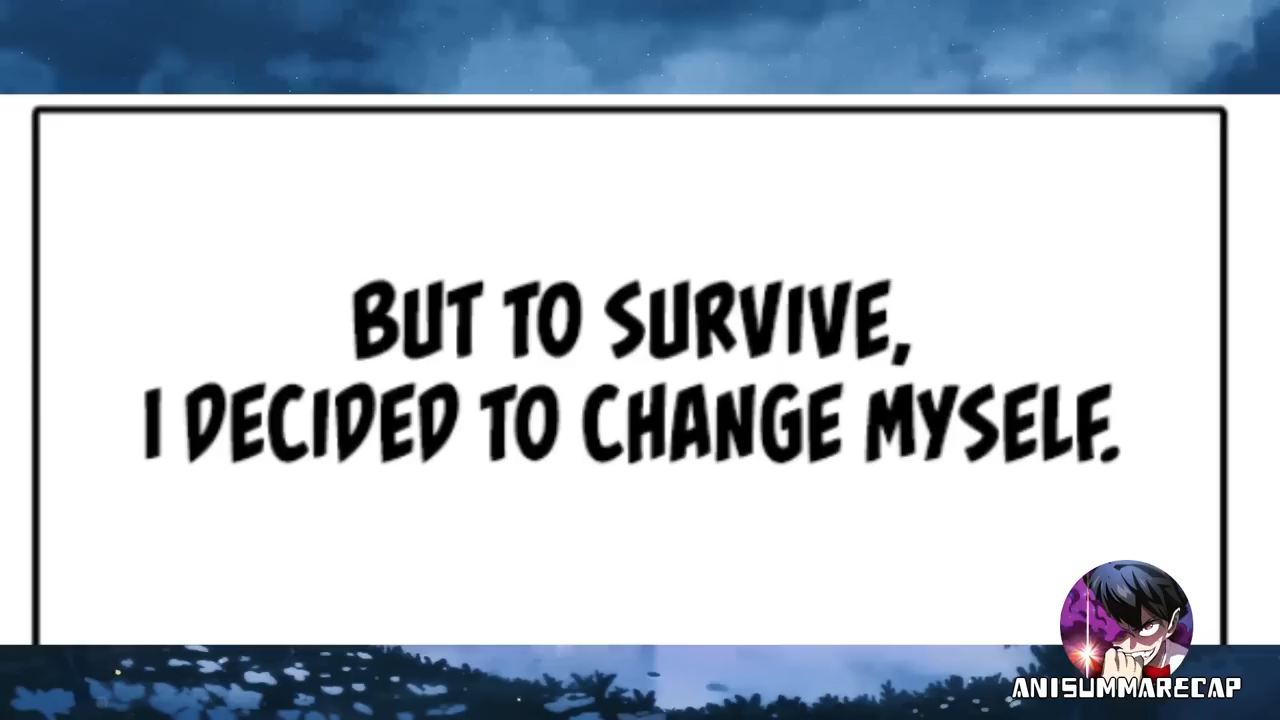 BUT TO SURVIVE,
I DECIDED TO CHANGE MYSELF.
ANISUMMARECAP